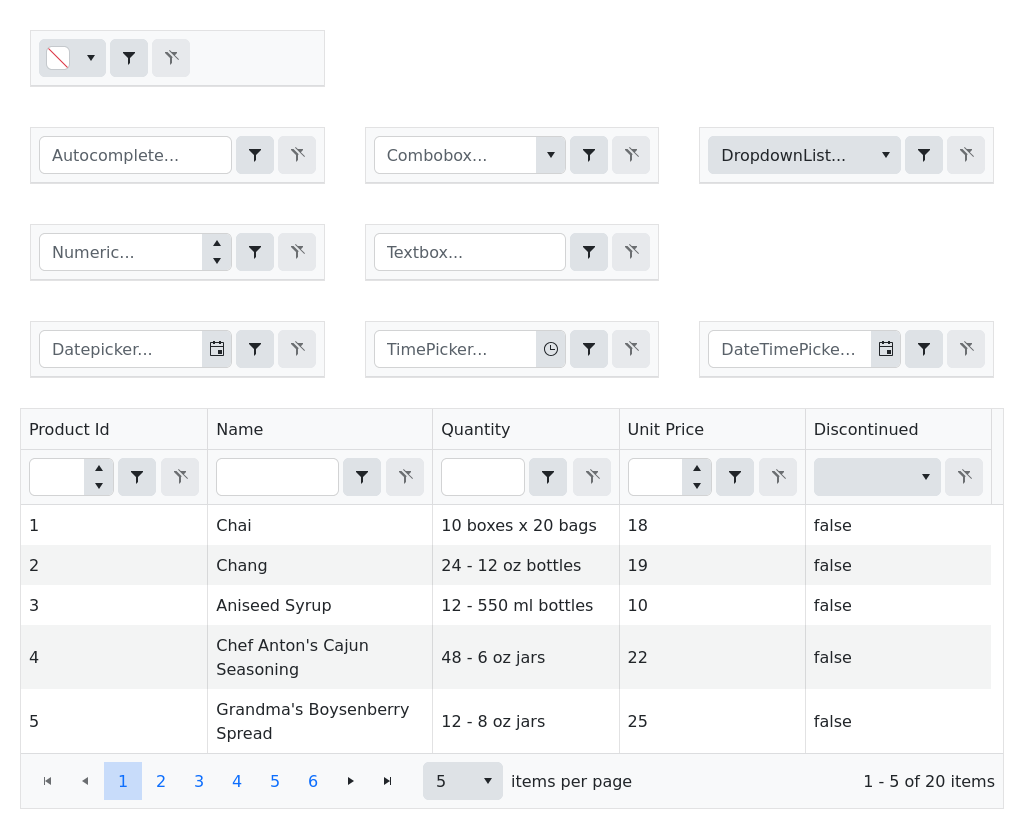 Autocomplete... Combobox... DropdownList...
Numeric... Textbox...
Datepicker... TimePicker... DateTimePicke...
Product Id Name Quantity Unit Price Discontinued
1 Chai 10 boxes x 20 bags 18 false
2 Chang 24 - 12 oz bottles 19 false
3 Aniseed Syrup 12 - 550 ml bottles 10 false
4 Chef Anton's Cajun Seasoning 48 - 6 oz jars 22 false
5 Grandma's Boysenberry Spread 12 - 8 oz jars 25 false
1 2 3 4 5 6 5 items per page 1 - 5 of 20 items